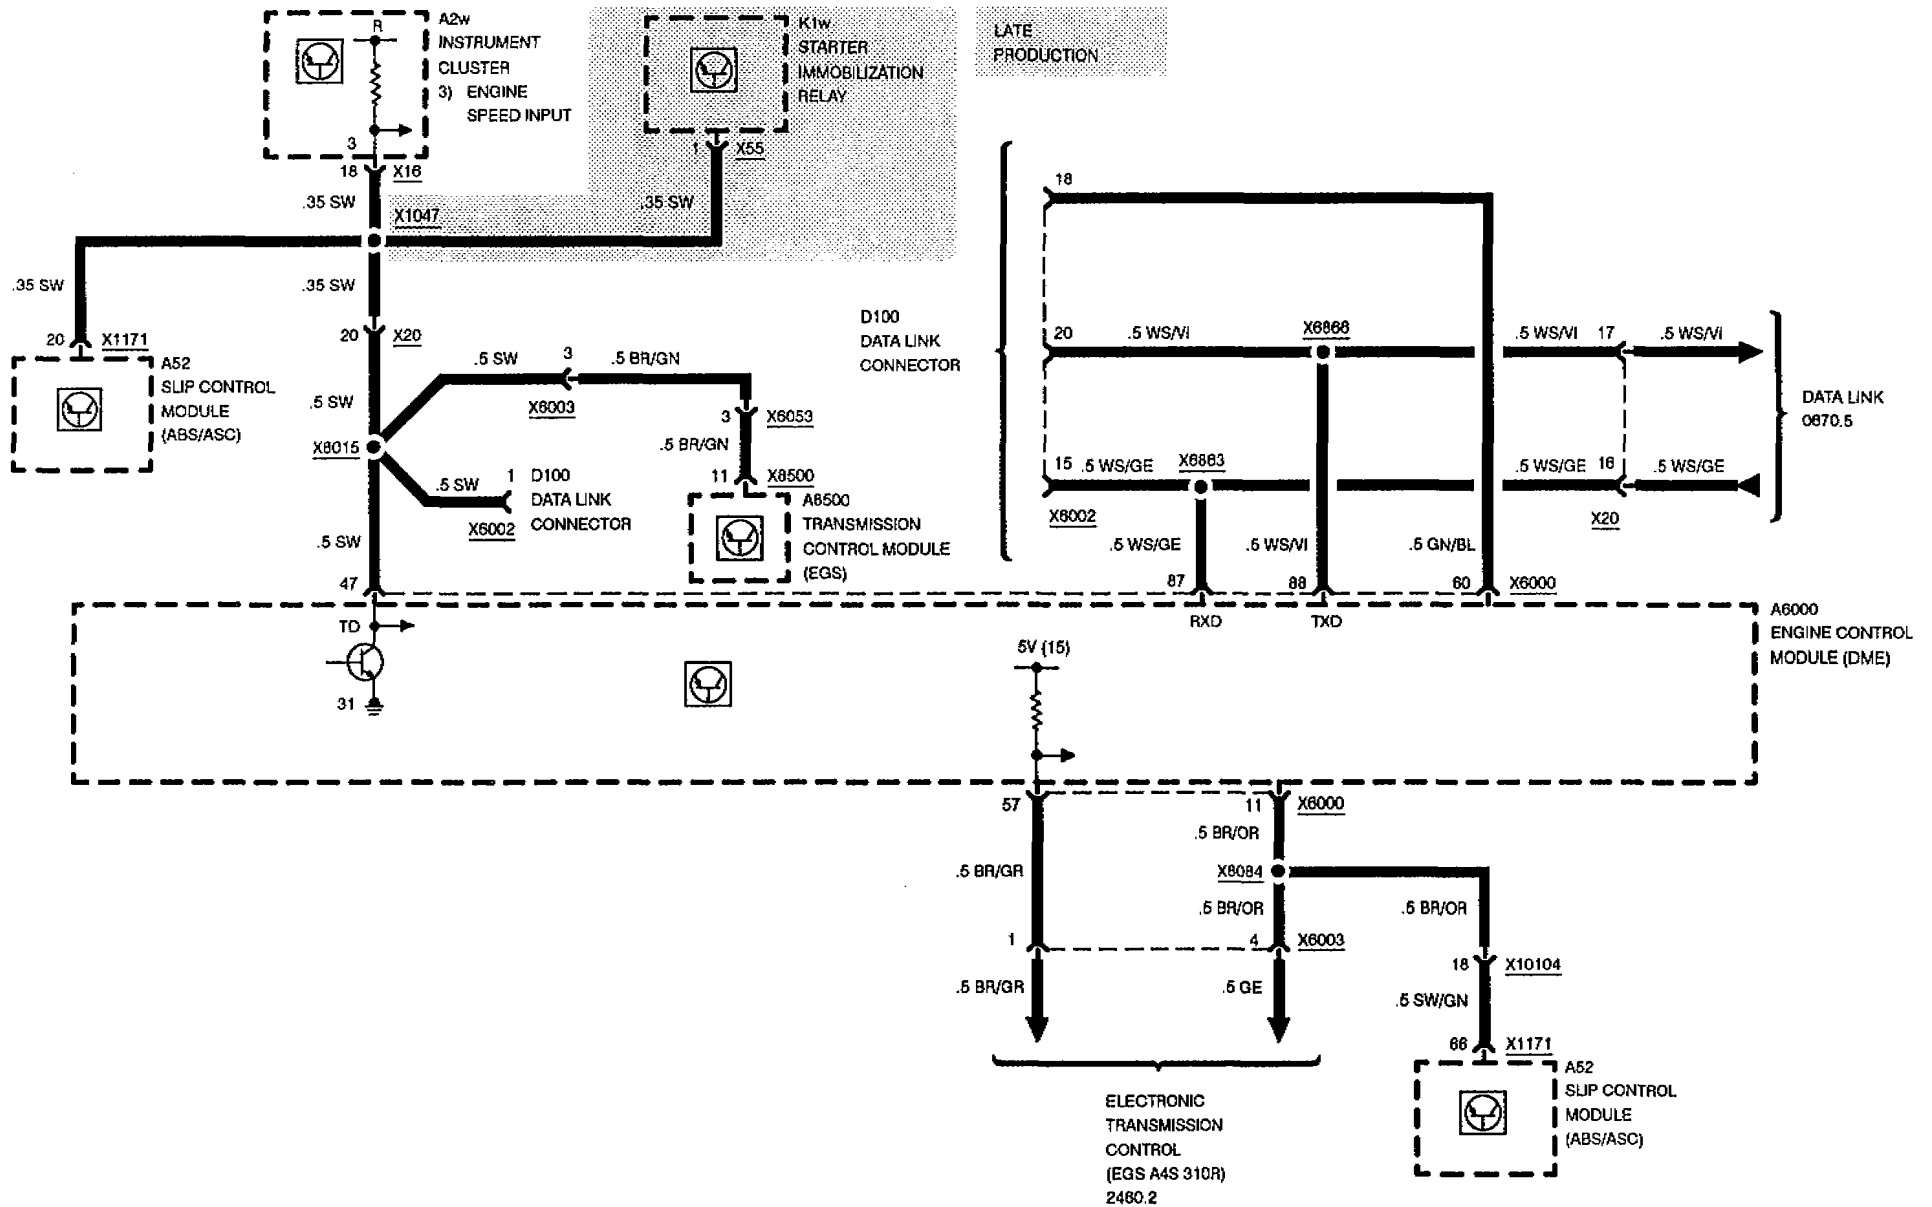 R
A2w
INSTRUMENT
CLUSTER
3) ENGINE
SPEED INPUT
3
18 X16
.35 SW
X1047
K1w
STARTER
IMMOBILIZATION
RELAY
1 X55
.35 SW
LATE
PRODUCTION
.35 SW
20 X1171
A52
SLIP CONTROL
MODULE
(ABS/ASC)
.35 SW
20 X20
.5 SW
X8015
.5 SW
3
X6003
.5 BR/GN
3 X6053
.5 BR/GN
11 X8500
A8500
TRANSMISSION
CONTROL MODULE
(EGS)
.5 SW
1 D100
DATA LINK
CONNECTOR
X6002
.5 SW
47
D100
DATA LINK
CONNECTOR
18
20 .5 WS/VI
X6866
.5 WS/VI 17 .5 WS/VI
15 .5 WS/GE
X6863
.5 WS/GE 16 .5 WS/GE
X6002
X20
DATA LINK
0670.5
.5 WS/GE
.5 WS/VI
.5 GN/BL
87
88
60 X6000
RXD
TXD
A6000
ENGINE CONTROL
MODULE (DME)
TD
31
5V (15)
57
11 X6000
.5 BR/OR
.5 BR/GR
X8084
.5 BR/OR
.5 BR/OR
1
4 X6003
.5 BR/GR
.5 GE
18 X10104
.5 SW/GN
66 X1171
A52
SLIP CONTROL
MODULE
(ABS/ASC)
ELECTRONIC
TRANSMISSION
CONTROL
(EGS A4S 310R)
2460.2